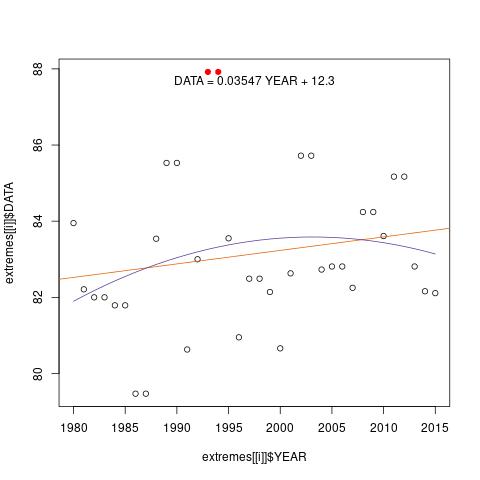 88
DATA = 0.03547 YEAR + 12.3
86
84
82
80
extremes[[i]]$DATA
1980 1985 1990 1995 2000 2005 2010 2015
extremes[[i]]$YEAR